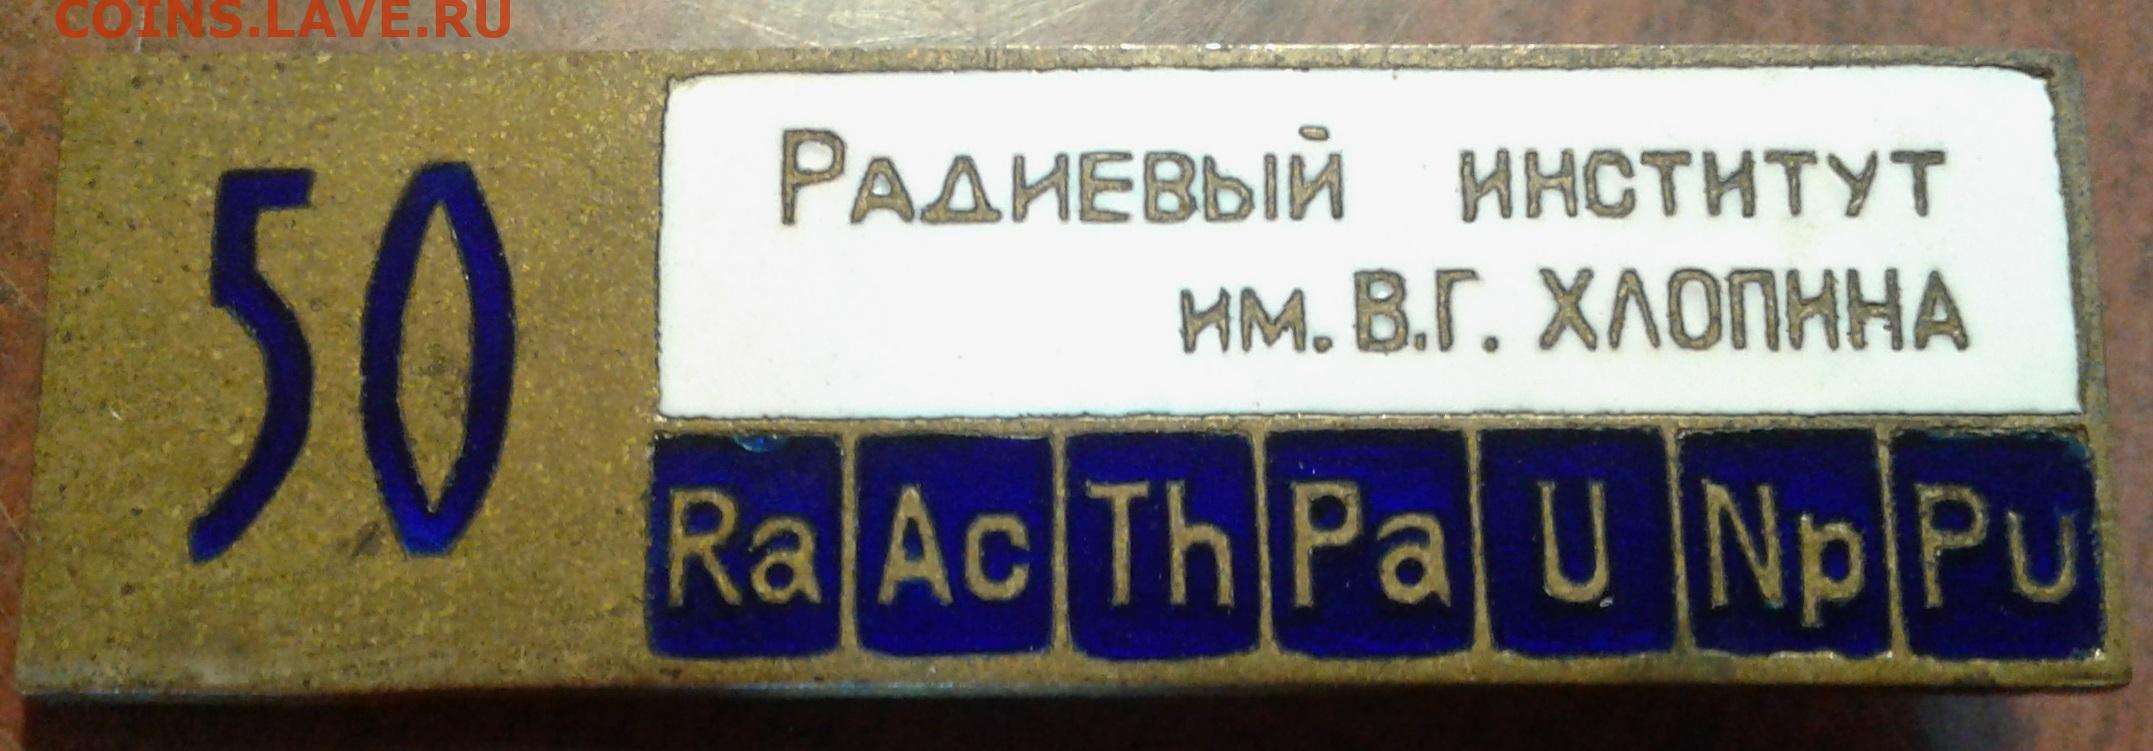 COINS.LAVE.RU
50
Радиевый институт
им. В.Г. Хлопина
Ra Ac Th Pa U Np Pu